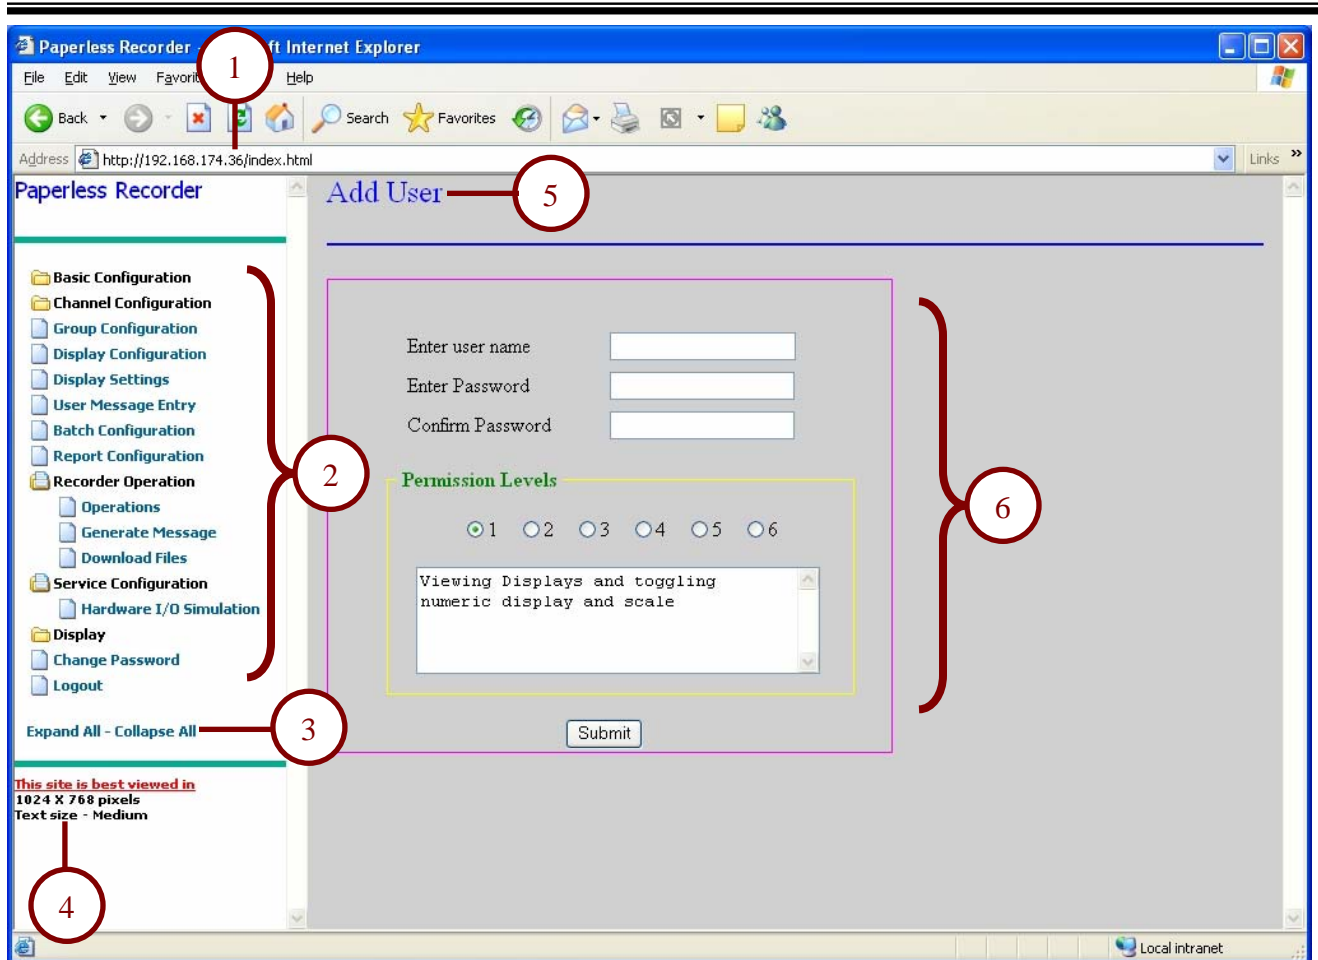 Paperless Recorder - ft Internet Explorer
File Edit View Favorit Help
1
Back Search Favorites
Address http://192.168.174.36/index.html Links »
Paperless Recorder
Add User
5
Basic Configuration
Channel Configuration
Group Configuration
Display Configuration
Display Settings
User Message Entry
Batch Configuration
Report Configuration
Recorder Operation
Operations
Generate Message
Download Files
Service Configuration
Hardware I/O Simulation
Display
Change Password
Logout
2
Expand All - Collapse All
3
This site is best viewed in
1024 X 768 pixels
Text size - Medium
4
Enter user name
Enter Password
Confirm Password
Permission Levels
1 2 3 4 5 6
Viewing Displays and toggling
numeric display and scale
Submit
6
Local intranet